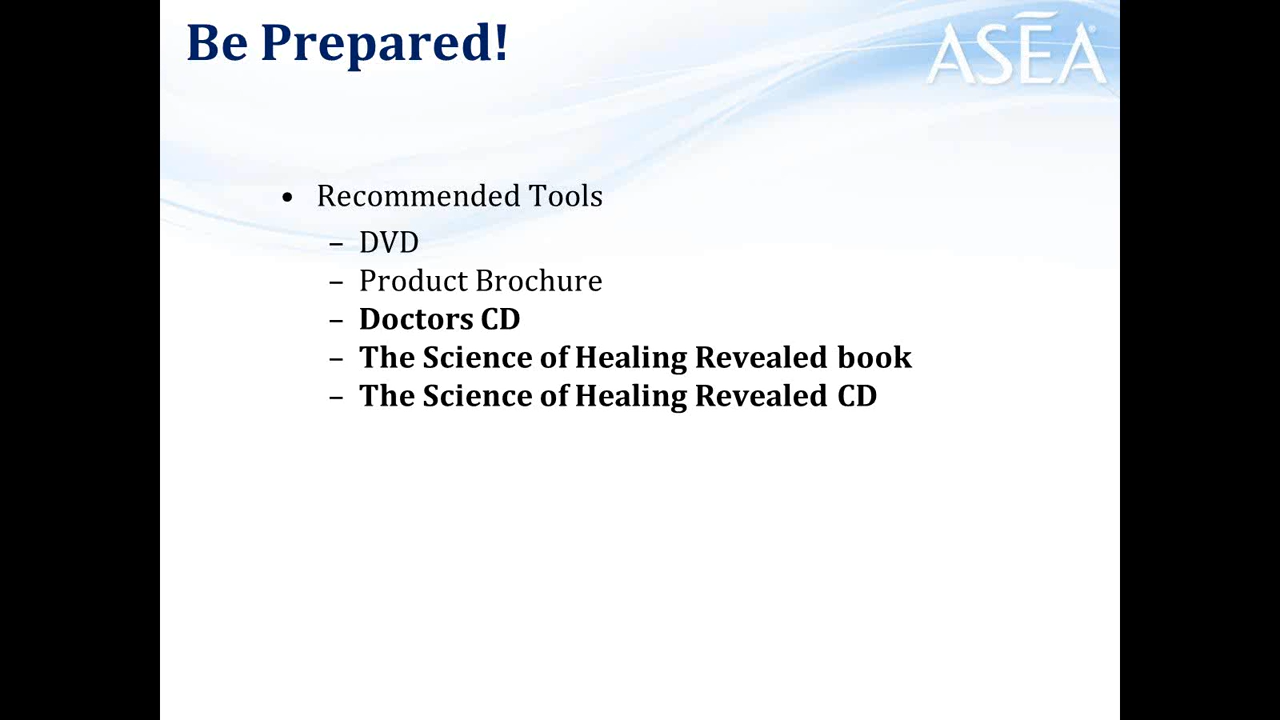 Be Prepared!
ASEA
• Recommended Tools
– DVD
– Product Brochure
– Doctors CD
– The Science of Healing Revealed book
– The Science of Healing Revealed CD